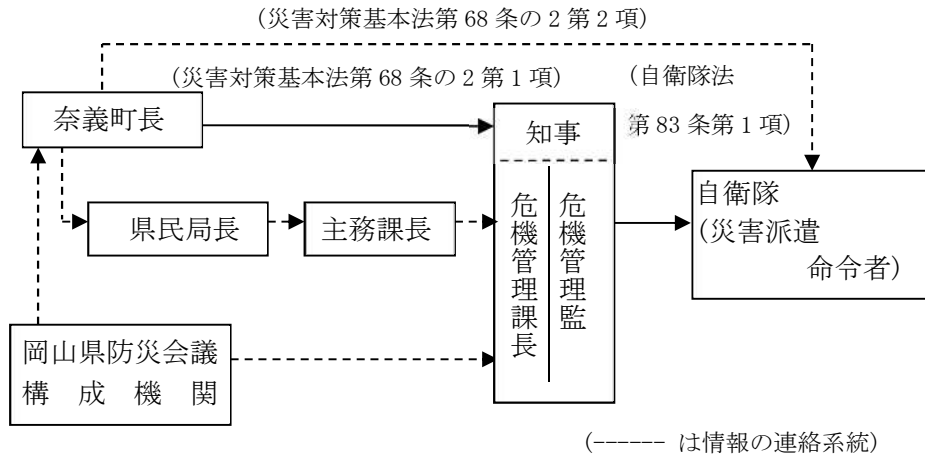 (災害対策基本法第 68 条の 2 第 2 項)
(災害対策基本法第 68 条の 2 第 1 項)
(自衛隊法
第 83 条第 1 項)
奈義町長
知事
県民局長
主務課長
危機管理課長
危機管理監
自衛隊
(災害派遣
命令者)
岡山県防災会議
構 成 機 関
(------ は情報の連絡系統)